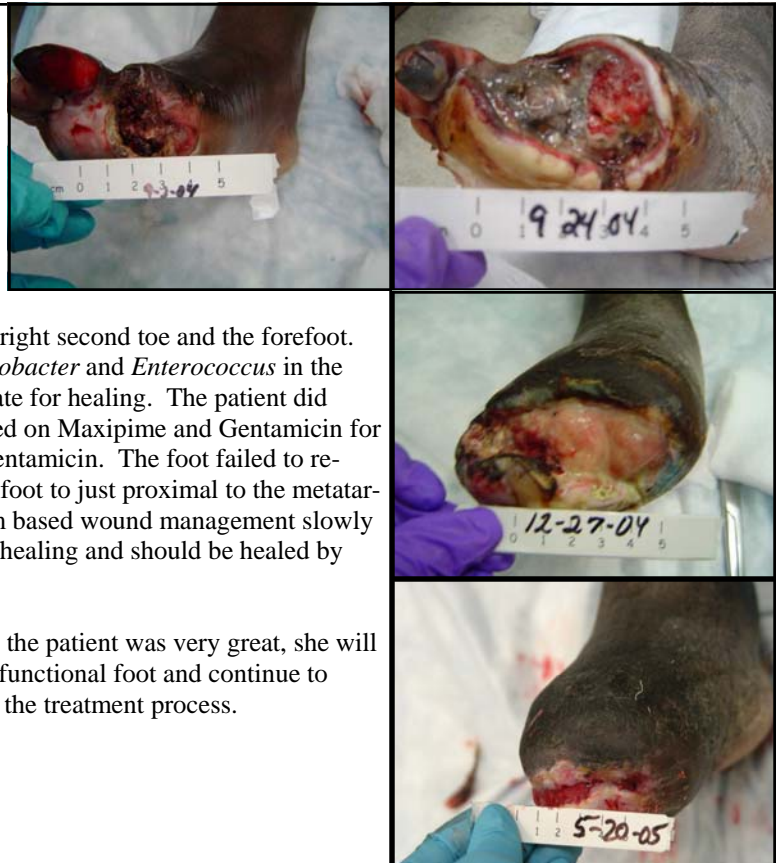 cm 0 1 2 3 4 5
9-3-04
0 1 3 4 5
9 24 04
right second toe and the forefoot.
obacter and Enterococcus in the
ate for healing. The patient did
ed on Maxipime and Gentamicin for
entamicin. The foot failed to re-
foot to just proximal to the metatar-
n based wound management slowly
healing and should be healed by
the patient was very great, she will
functional foot and continue to
the treatment process.
12-27-04
0 1 2 3 4 5
1 2 5-20-05